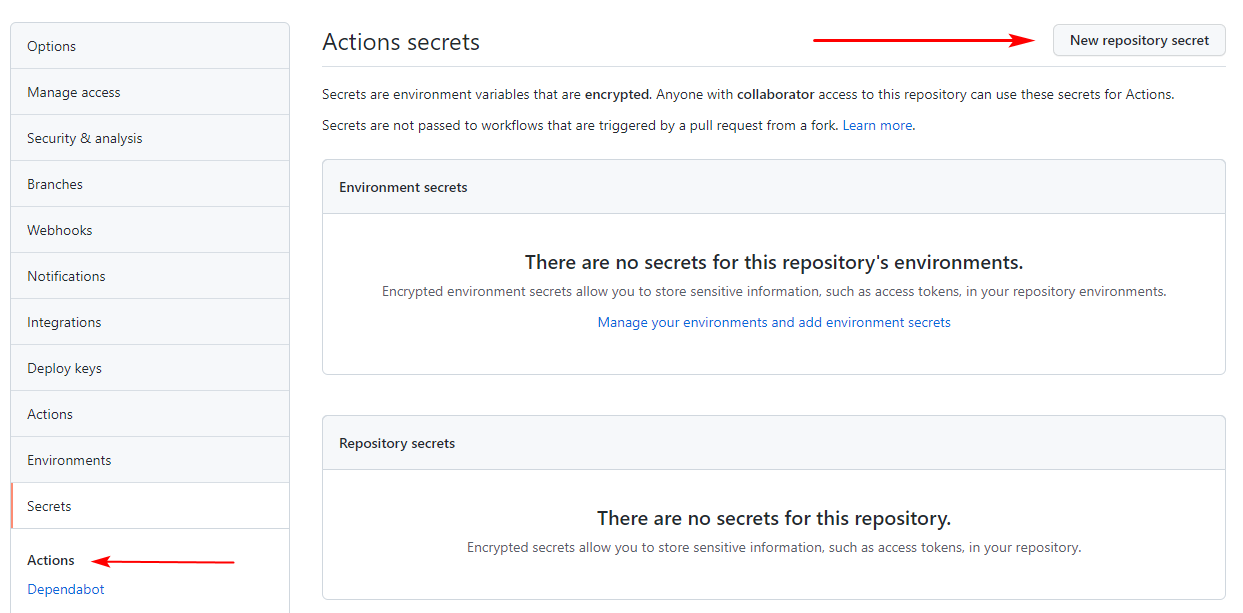 Options
Manage access
Security & analysis
Branches
Webhooks
Notifications
Integrations
Deploy keys
Actions
Environments
Secrets
Actions
Dependabot
Actions secrets
New repository secret
Secrets are environment variables that are encrypted. Anyone with collaborator access to this repository can use these secrets for Actions.
Secrets are not passed to workflows that are triggered by a pull request from a fork. Learn more.
Environment secrets
There are no secrets for this repository's environments.
Encrypted environment secrets allow you to store sensitive information, such as access tokens, in your repository environments.
Manage your environments and add environment secrets
Repository secrets
There are no secrets for this repository.
Encrypted secrets allow you to store sensitive information, such as access tokens, in your repository.